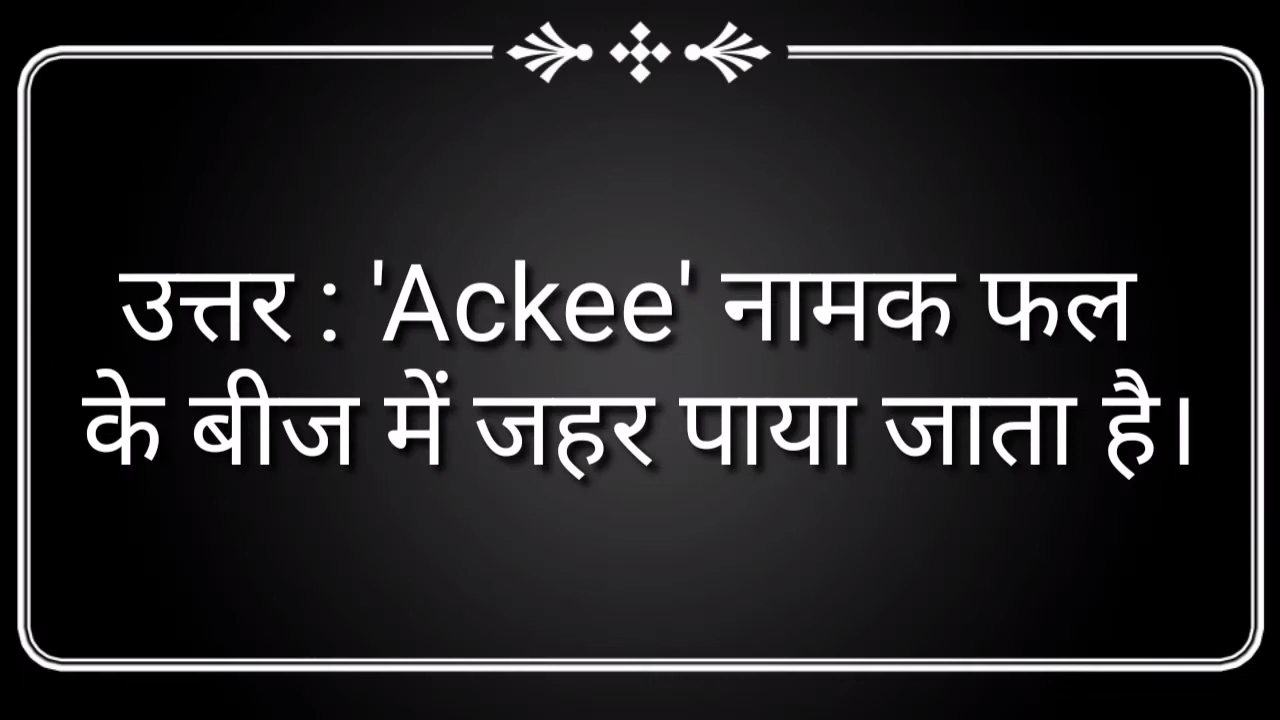 उत्तर : 'Ackee' नामक फल
के बीज में जहर पाया जाता है।